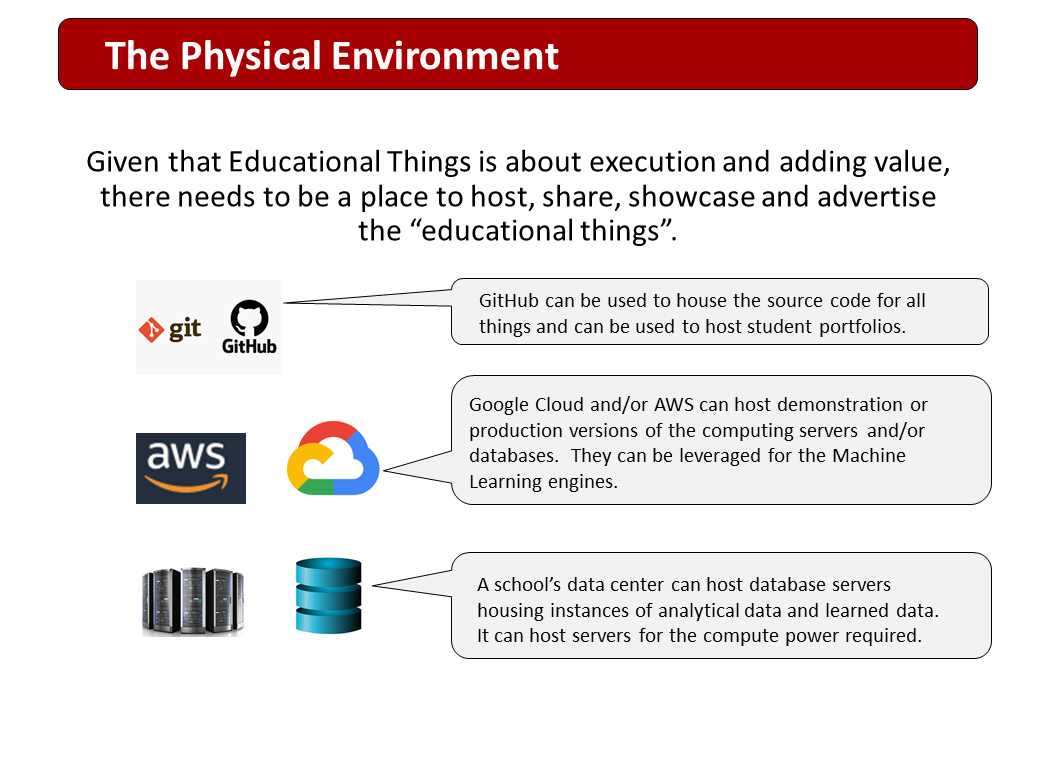 The Physical Environment
Given that Educational Things is about execution and adding value,
there needs to be a place to host, share, showcase and advertise
the “educational things”.
git
GitHub
GitHub can be used to house the source code for all
things and can be used to host student portfolios.
aws
Google Cloud and/or AWS can host demonstration or
production versions of the computing servers and/or
databases.  They can be leveraged for the Machine
Learning engines.
A school’s data center can host database servers
housing instances of analytical data and learned data.
It can host servers for the compute power required.